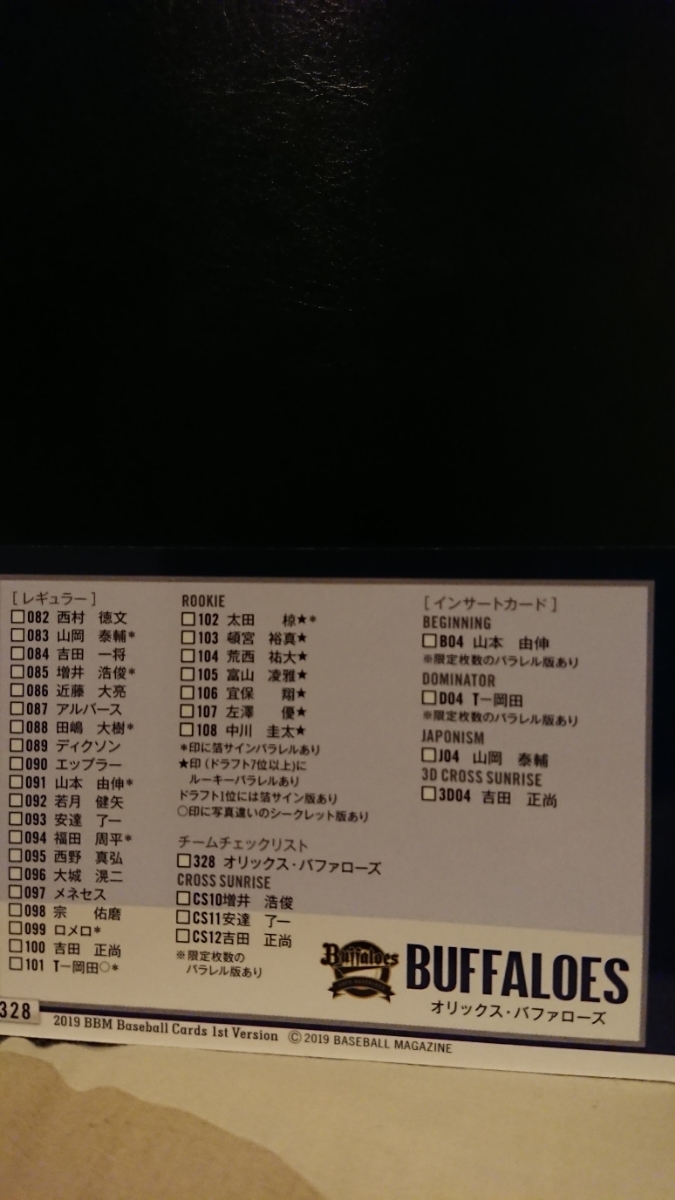 [レギュラー]
□082 西村 徳文
□083 山岡 泰輔*
□084 吉田 一将
□085 増井 浩俊*
□086 近藤 大亮
□087 アルバース
□088 田嶋 大樹*
□089 ディクソン
□090 エップラー
□091 山本 由伸*
□092 若月 健矢
□093 安達 了一
□094 福田 周平*
□095 西野 真弘
□096 大城 滉二
□097 メネセス
□098 宗 佑磨
□099 ロメロ*
□100 吉田 正尚
□101 T−岡田○*
ROOKIE
□102 太田 椋★*
□103 頓宮 裕真★
□104 荒西 祐大★
□105 富山 凌雅★
□106 宜保 翔★
□107 左澤 優★
□108 中川 圭太★
*印に箔サインパラレルあり
★印(ドラフト7位以上)に
ルーキーパラレルあり
ドラフト1位には箔サイン版あり
○印に写真違いのシークレット版あり
チームチェックリスト
□328 オリックス・バファローズ
CROSS SUNRISE
□CS10増井 浩俊
□CS11安達 了一
□CS12吉田 正尚
※限定枚数の
パラレル版あり
[インサートカード]
BEGINNING
□B04 山本 由伸
※限定枚数のパラレル版あり
DOMINATOR
□D04 T−岡田
※限定枚数のパラレル版あり
JAPONISM
□J04 山岡 泰輔
3D CROSS SUNRISE
□3D04 吉田 正尚
Buffaloes
BUFFALOES
オリックス・バファローズ
328
2019 BBM Baseball Cards 1st Version ©2019 BASEBALL MAGAZINE